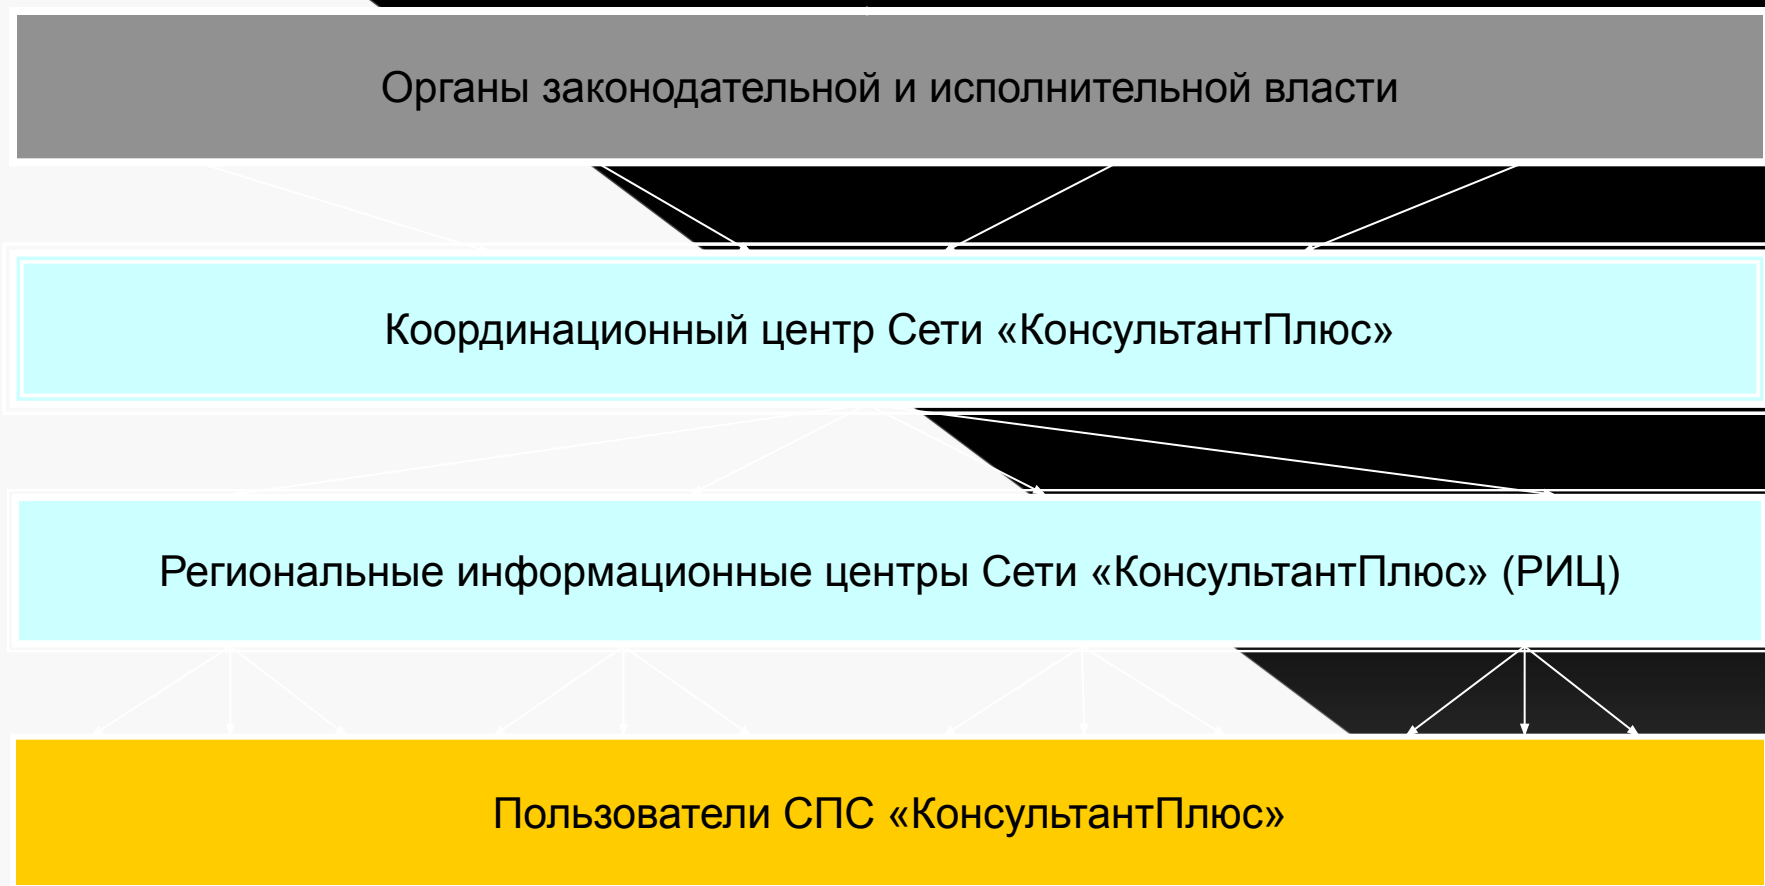 Органы законодательной и исполнительной власти
Координационный центр Сети «КонсультантПлюс»
Региональные информационные центры Сети «КонсультантПлюс» (РИЦ)
Пользователи СПС «КонсультантПлюс»